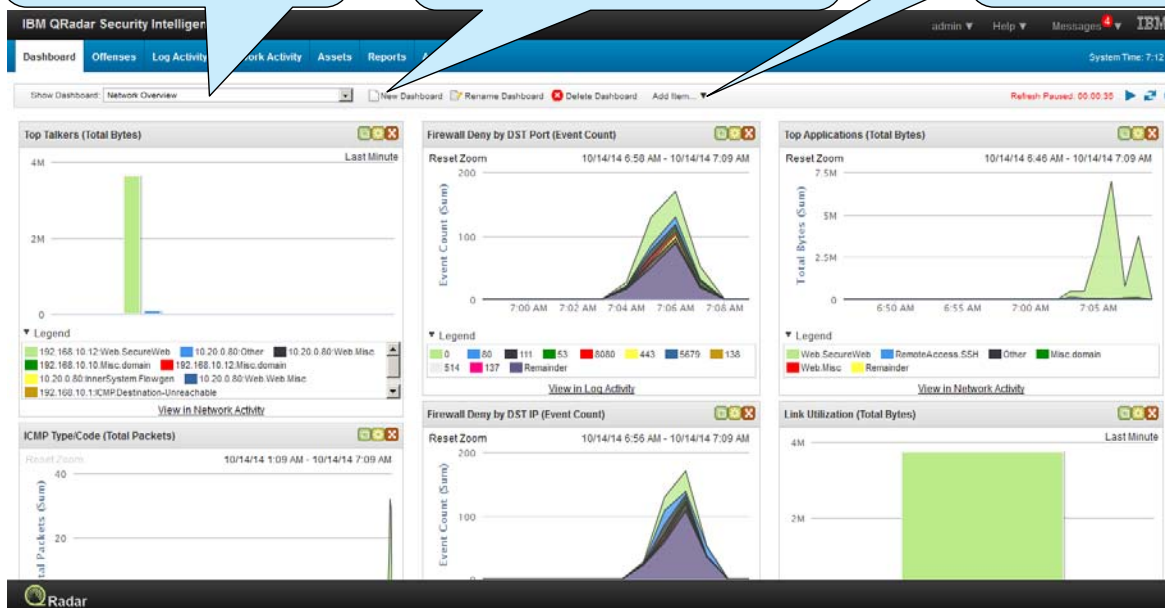 IBM QRadar Security Intelligen
admin Help Messages 4 IBM
Dashboard Offenses Log Activity work Activity Assets Reports A
System Time: 7:12
Show Dashboard: Network Overview
New Dashboard Rename Dashboard Delete Dashboard Add Item...
Refresh Paused: 00:00:35
Top Talkers (Total Bytes)
Last Minute
4M
2M
0
Legend
192.168.10.12:Web.SecureWeb 10.20.0.80:Other 10.20.0.80:Web.Misc
192.168.10.10:Misc.domain 192.168.10.12:Misc.domain
10.20.0.80:InnerSystem.Flowgen 10.20.0.80:Web.Web.Misc
192.168.10.1:ICMP.Destination-Unreachable
View in Network Activity
ICMP Type/Code (Total Packets)
Reset Zoom 10/14/14 1:09 AM - 10/14/14 7:09 AM
40
20
tal Packets (Sum)
Firewall Deny by DST Port (Event Count)
Reset Zoom 10/14/14 6:58 AM - 10/14/14 7:09 AM
200
100
0
Event Count (Sum)
7:00 AM 7:02 AM 7:04 AM 7:06 AM 7:08 AM
Legend
0 80 111 53 8080 443 5679 138
514 137 Remainder
View in Log Activity
Firewall Deny by DST IP (Event Count)
Reset Zoom 10/14/14 6:56 AM - 10/14/14 7:09 AM
200
100
Event Count (Sum)
Top Applications (Total Bytes)
Reset Zoom 10/14/14 6:46 AM - 10/14/14 7:09 AM
7.5M
5M
2.5M
0
Total Bytes (Sum)
6:50 AM 6:55 AM 7:00 AM 7:05 AM
Legend
Web.SecureWeb RemoteAccess.SSH Other Misc.domain
Web.Misc Remainder
View in Network Activity
Link Utilization (Total Bytes)
Last Minute
4M
2M
QRadar